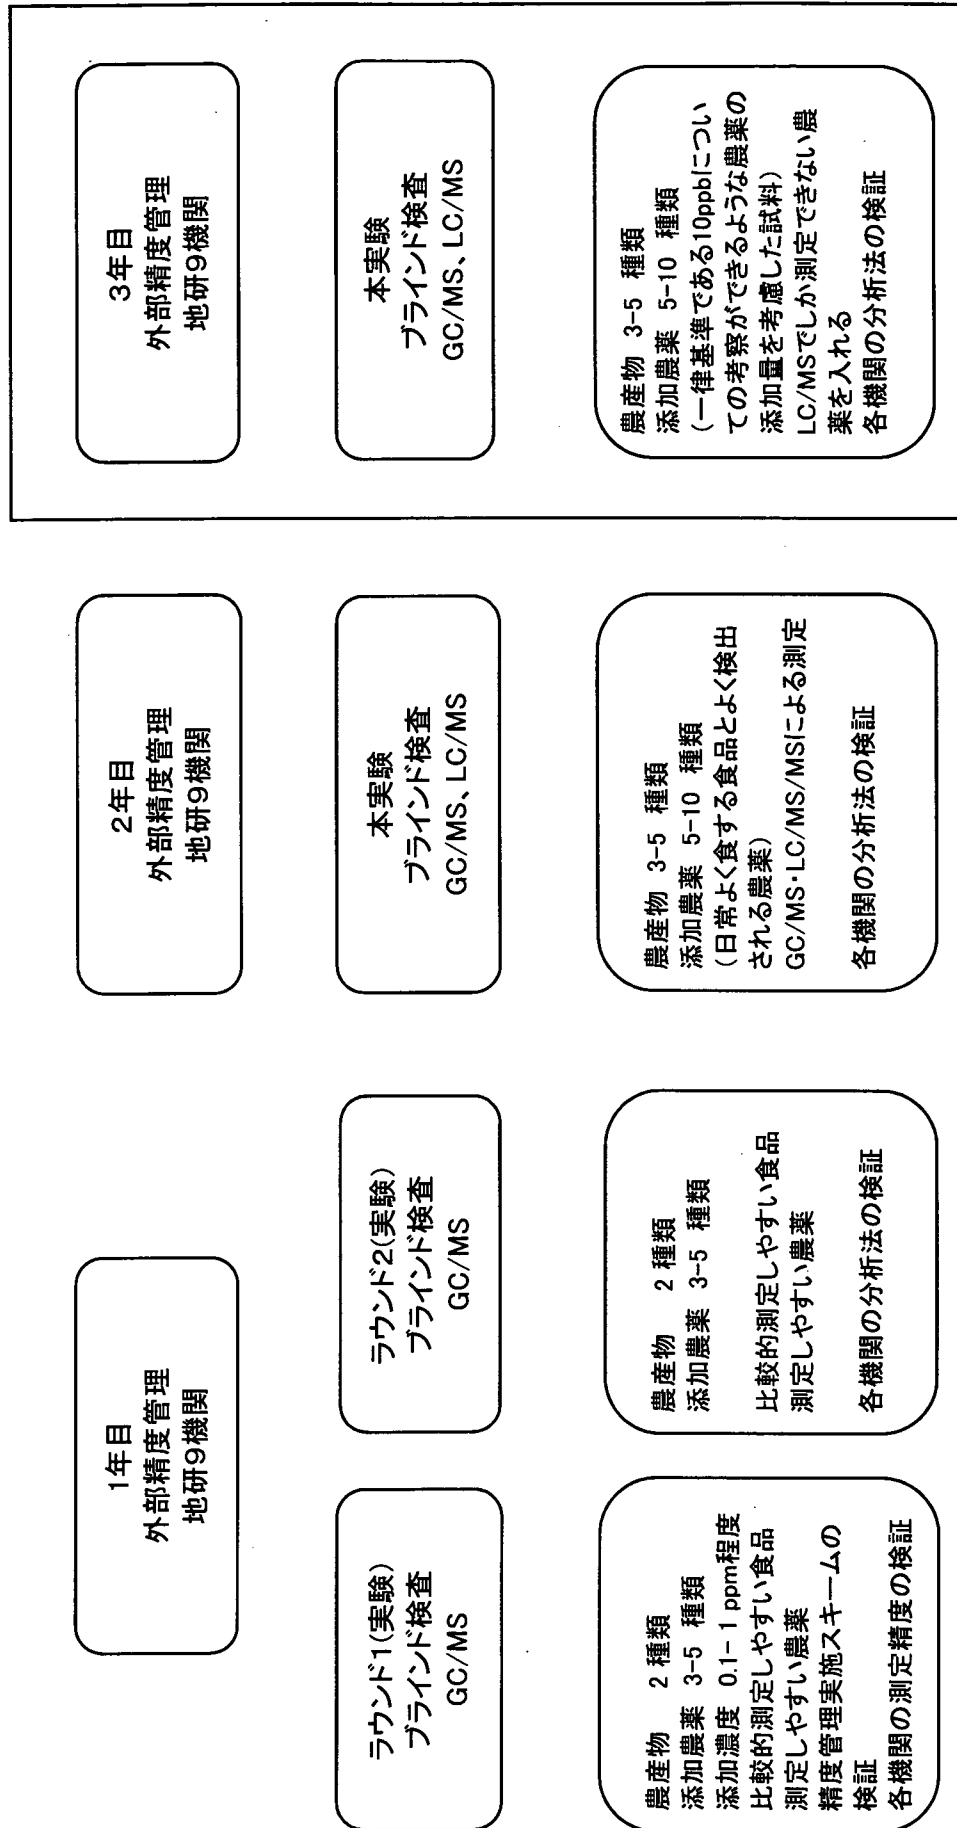 1年目
外部精度管理
地研9機関
ラウンド1(実験)
ブラインド検査
GC/MS
農産物 2種類
添加農薬 3-5 種類
添加濃度 0.1-1 ppm程度
比較的測定しやすい食品
測定しやすい農薬
精度管理実施スキームの
検証
各機関の測定精度の検証
ラウンド2(実験)
ブラインド検査
GC/MS
農産物 2種類
添加農薬 3-5 種類
比較的測定しやすい食品
測定しやすい農薬
各機関の分析法の検証
2年目
外部精度管理
地研9機関
本実験
ブラインド検査
GC/MS、LC/MS
農産物 3-5 種類
添加農薬 5-10 種類
(日常よく食する食品とよく検出
される農薬)
GC/MS・LC/MS/MSによる測定
各機関の分析法の検証
3年目
外部精度管理
地研9機関
本実験
ブラインド検査
GC/MS、LC/MS
農産物 3-5 種類
添加農薬 5-10 種類
(一律基準である10ppbについ
ての考察ができるような農薬の
添加量を考慮した試料)
LC/MSでしか測定できない農
薬を入れる
各機関の分析法の検証